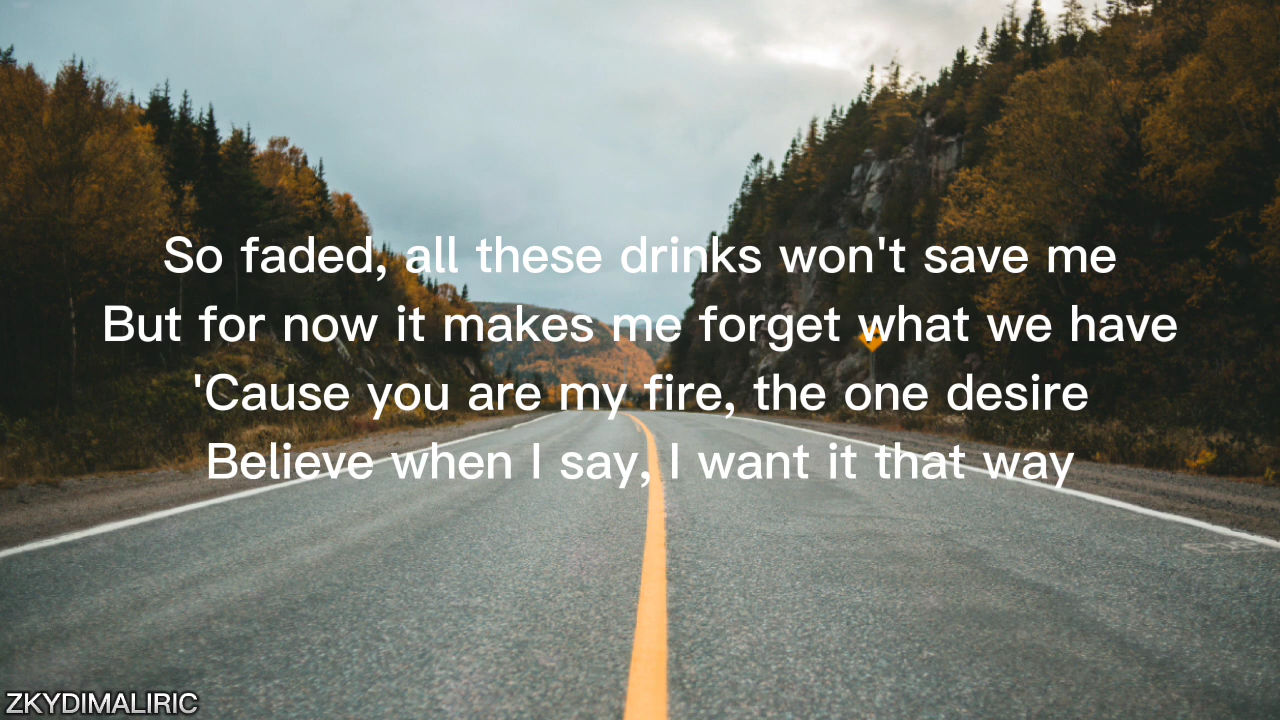 So faded, all these drinks won't save me
But for now it makes me forget what we have
'Cause you are my fire, the one desire
Believe when I say, I want it that way
ZKYDIMALIRIC